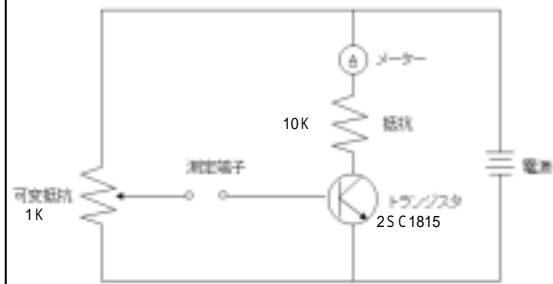 A
メーター
10K
抵抗
測定端子
電源
可変抵抗
1K
トランジスタ
2SC1815